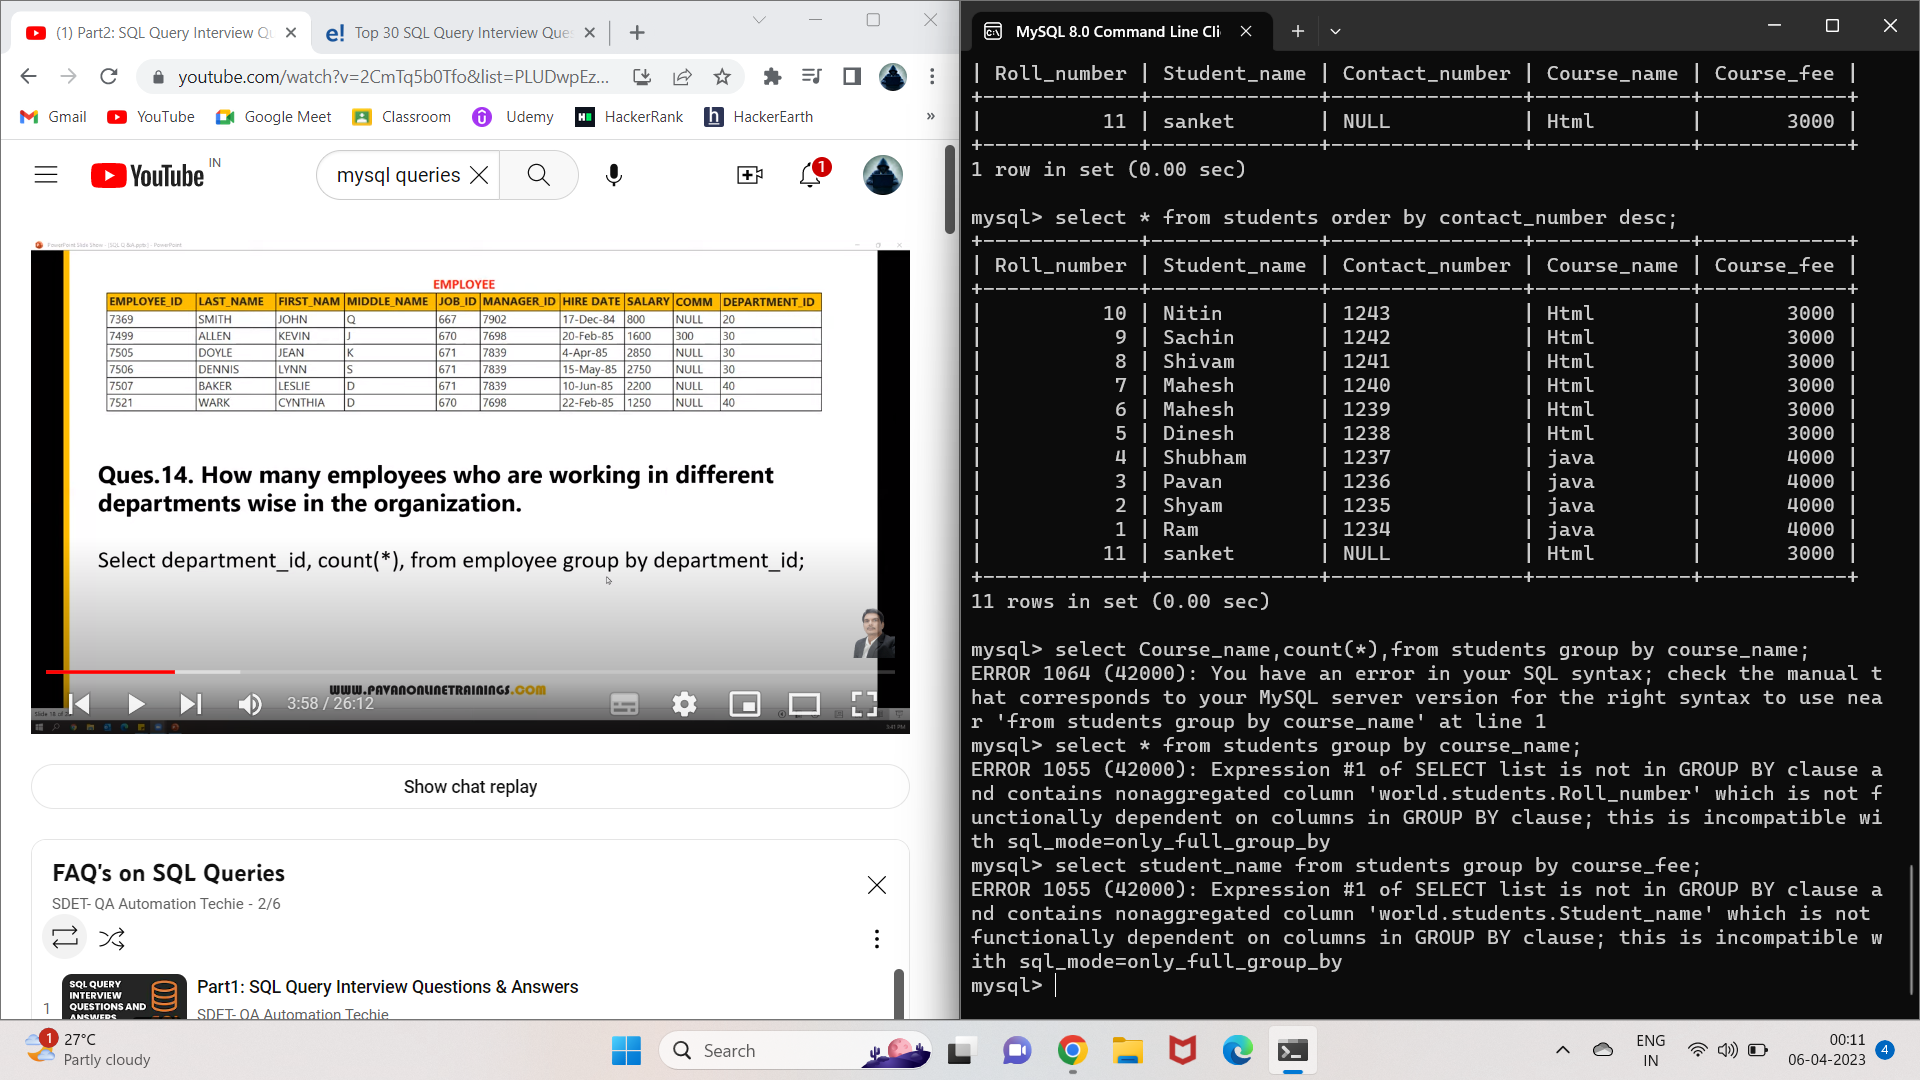 (1) Part2: SQL Query Interview Qu
Top 30 SQL Query Interview Ques
youtube.com/watch?v=2CmTq5b0Tfo&list=PLUDwpEz...
Gmail YouTube Google Meet Classroom Udemy HackerRank HackerEarth »
YouTube IN
mysql queries
1
PowerPoint Slide Show - [SQL Q &A.pptx] - PowerPoint
EMPLOYEE
EMPLOYEE_ID LAST_NAME FIRST_NAM MIDDLE_NAME JOB_ID MANAGER_ID HIRE DATE SALARY COMM DEPARTMENT_ID
7369 SMITH JOHN Q 667 7902 17-Dec-84 800 NULL 20
7499 ALLEN KEVIN J 670 7698 20-Feb-85 1600 300 30
7505 DOYLE JEAN K 671 7839 4-Apr-85 2850 NULL 30
7506 DENNIS LYNN S 671 7839 15-May-85 2750 NULL 30
7507 BAKER LESLIE D 671 7839 10-Jun-85 2200 NULL 40
7521 WARK CYNTHIA D 670 7698 22-Feb-85 1250 NULL 40
Ques.14. How many employees who are working in different
departments wise in the organization.
Select department_id, count(*), from employee group by department_id;
WWW.PAVANONLINETRAININGS.COM
3:58 / 26:12
Show chat replay
FAQ's on SQL Queries
SDET- QA Automation Techie - 2/6
1
SQL QUERY
INTERVIEW
QUESTIONS AND
ANSWERS
Part1: SQL Query Interview Questions & Answers
SDET- QA Automation Techie
MySQL 8.0 Command Line Cli
| Roll_number | Student_name | Contact_number | Course_name | Course_fee |
+-------------+--------------+----------------+-------------+------------+
| 11 | sanket | NULL | Html | 3000 |
+-------------+--------------+----------------+-------------+------------+
1 row in set (0.00 sec)
mysql> select * from students order by contact_number desc;
+-------------+--------------+----------------+-------------+------------+
| Roll_number | Student_name | Contact_number | Course_name | Course_fee |
+-------------+--------------+----------------+-------------+------------+
| 10 | Nitin | 1243 | Html | 3000 |
| 9 | Sachin | 1242 | Html | 3000 |
| 8 | Shivam | 1241 | Html | 3000 |
| 7 | Mahesh | 1240 | Html | 3000 |
| 6 | Mahesh | 1239 | Html | 3000 |
| 5 | Dinesh | 1238 | Html | 3000 |
| 4 | Shubham | 1237 | java | 4000 |
| 3 | Pavan | 1236 | java | 4000 |
| 2 | Shyam | 1235 | java | 4000 |
| 1 | Ram | 1234 | java | 4000 |
| 11 | sanket | NULL | Html | 3000 |
+-------------+--------------+----------------+-------------+------------+
11 rows in set (0.00 sec)
mysql> select Course_name,count(*),from students group by course_name;
ERROR 1064 (42000): You have an error in your SQL syntax; check the manual t
hat corresponds to your MySQL server version for the right syntax to use nea
r 'from students group by course_name' at line 1
mysql> select * from students group by course_name;
ERROR 1055 (42000): Expression #1 of SELECT list is not in GROUP BY clause a
nd contains nonaggregated column 'world.students.Roll_number' which is not f
unctionally dependent on columns in GROUP BY clause; this is incompatible wi
th sql_mode=only_full_group_by
mysql> select student_name from students group by course_fee;
ERROR 1055 (42000): Expression #1 of SELECT list is not in GROUP BY clause a
nd contains nonaggregated column 'world.students.Student_name' which is not
functionally dependent on columns in GROUP BY clause; this is incompatible w
ith sql_mode=only_full_group_by
mysql>
1
27°C
Partly cloudy
Search
ENG
IN
00:11
06-04-2023
4